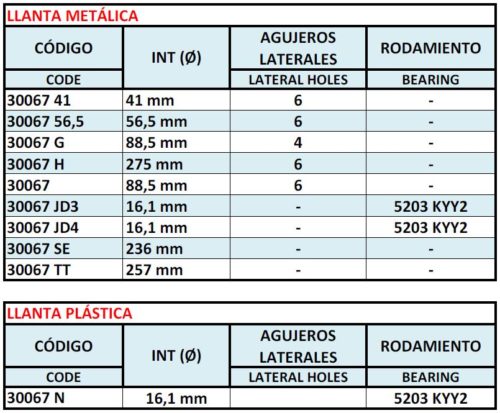 LLANTA METÁLICA
CÓDIGO INT (Ø) AGUJEROS LATERALES RODAMIENTO
CODE LATERAL HOLES BEARING
30067 41 41 mm 6 -
30067 56,5 56,5 mm 6 -
30067 G 88,5 mm 4 -
30067 H 275 mm 6 -
30067 88,5 mm 6 -
30067 JD3 16,1 mm - 5203 KYY2
30067 JD4 16,1 mm - 5203 KYY2
30067 SE 236 mm - -
30067 TT 257 mm - -
LLANTA PLÁSTICA
CÓDIGO INT (Ø) AGUJEROS LATERALES RODAMIENTO
CODE LATERAL HOLES BEARING
30067 N 16,1 mm 5203 KYY2